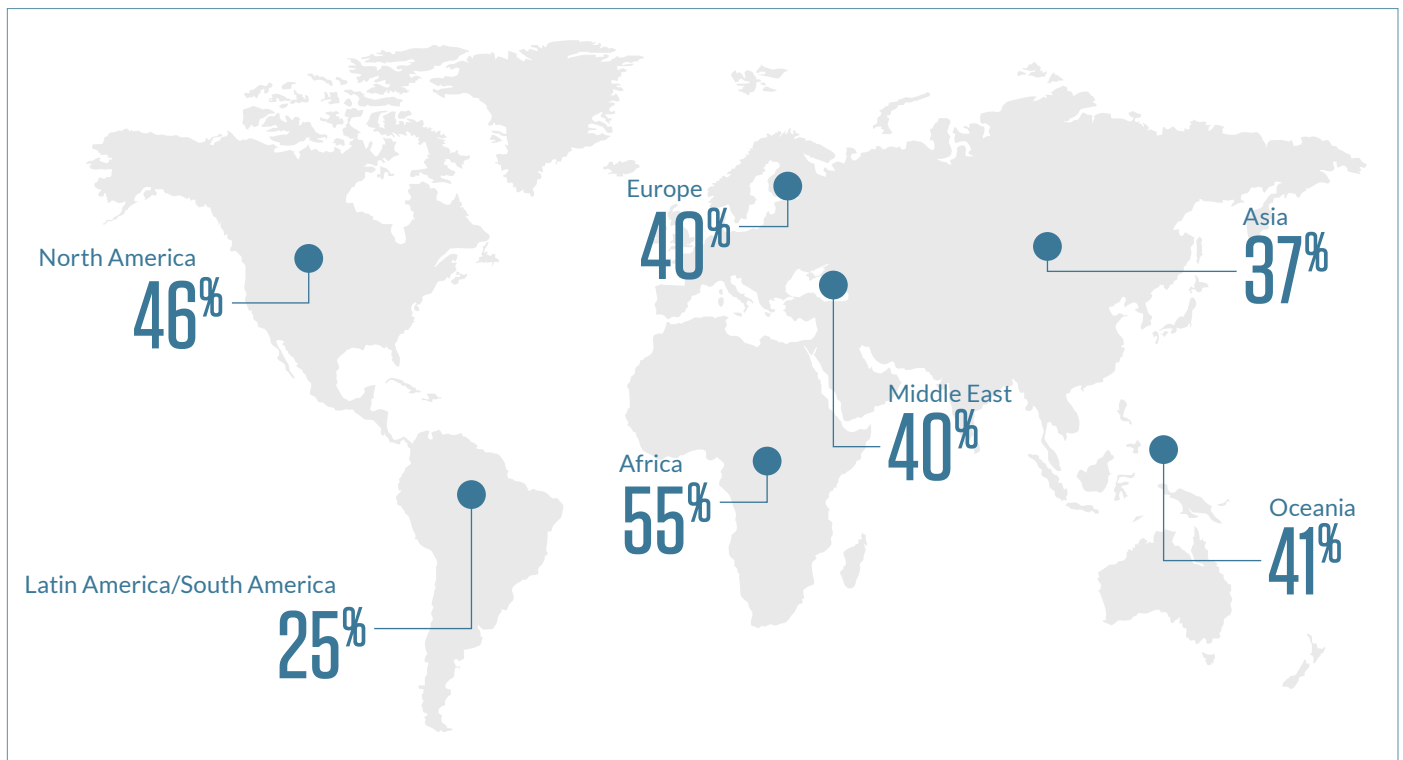 Europe
40%
Asia
37%
North America
46%
Middle East
40%
Africa
55%
Oceania
41%
Latin America/South America
25%